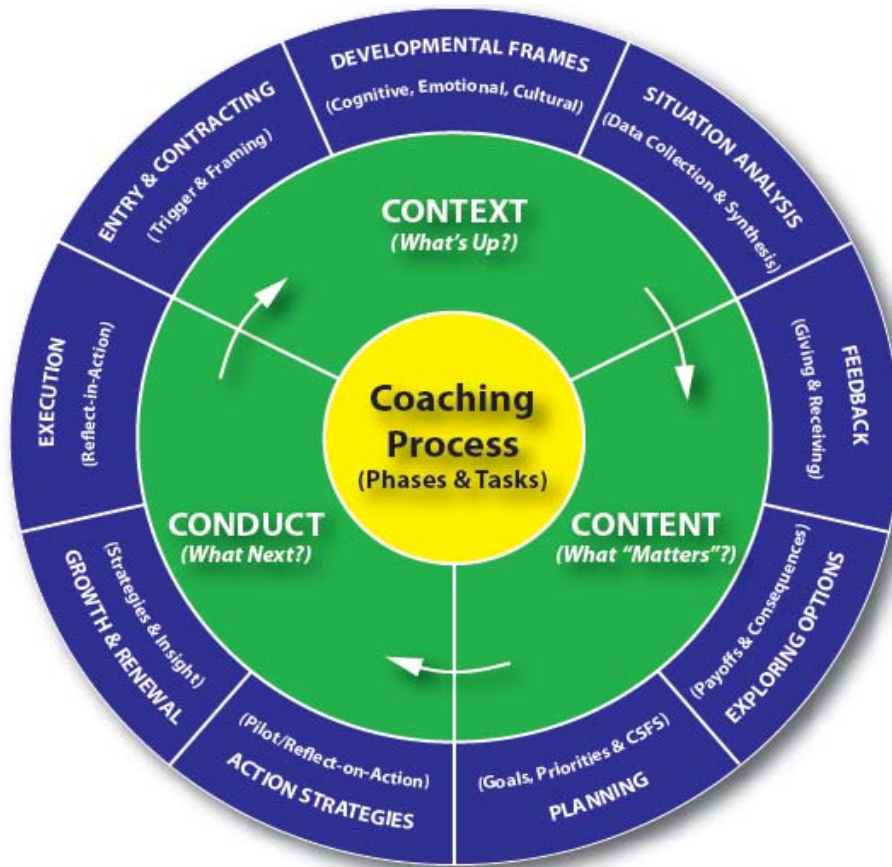 Coaching
Process
(Phases & Tasks)
CONTEXT
(What's Up?)
ENTRY & CONTRACTING
(Trigger & Framing)
DEVELOPMENTAL FRAMES
(Cognitive, Emotional, Cultural)
SITUATION ANALYSIS
(Data Collection & Synthesis)
CONTENT
(What "Matters"?)
FEEDBACK
(Giving & Receiving)
(Payoffs & Consequences)
EXPLORING OPTIONS
(Goals, Priorities & CSFS)
PLANNING
CONDUCT
(What Next?)
(Pilot/Reflect-on-Action)
ACTION STRATEGIES
(Strategies & Insight)
GROWTH & RENEWAL
EXECUTION
(Reflect-in-Action)